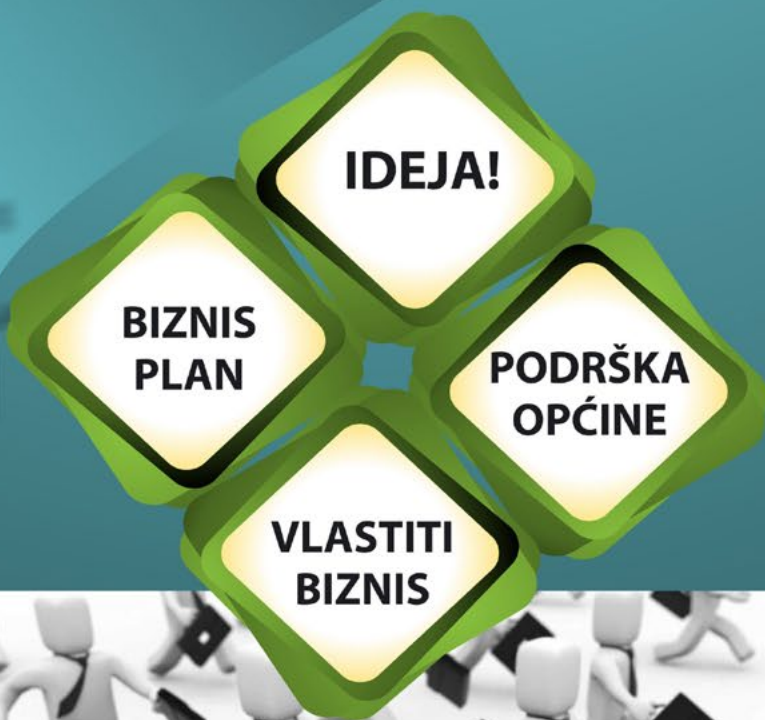 IDEJA!
BIZNIS
PLAN
PODRŠKA
OPĆINE
VLASTITI
BIZNIS